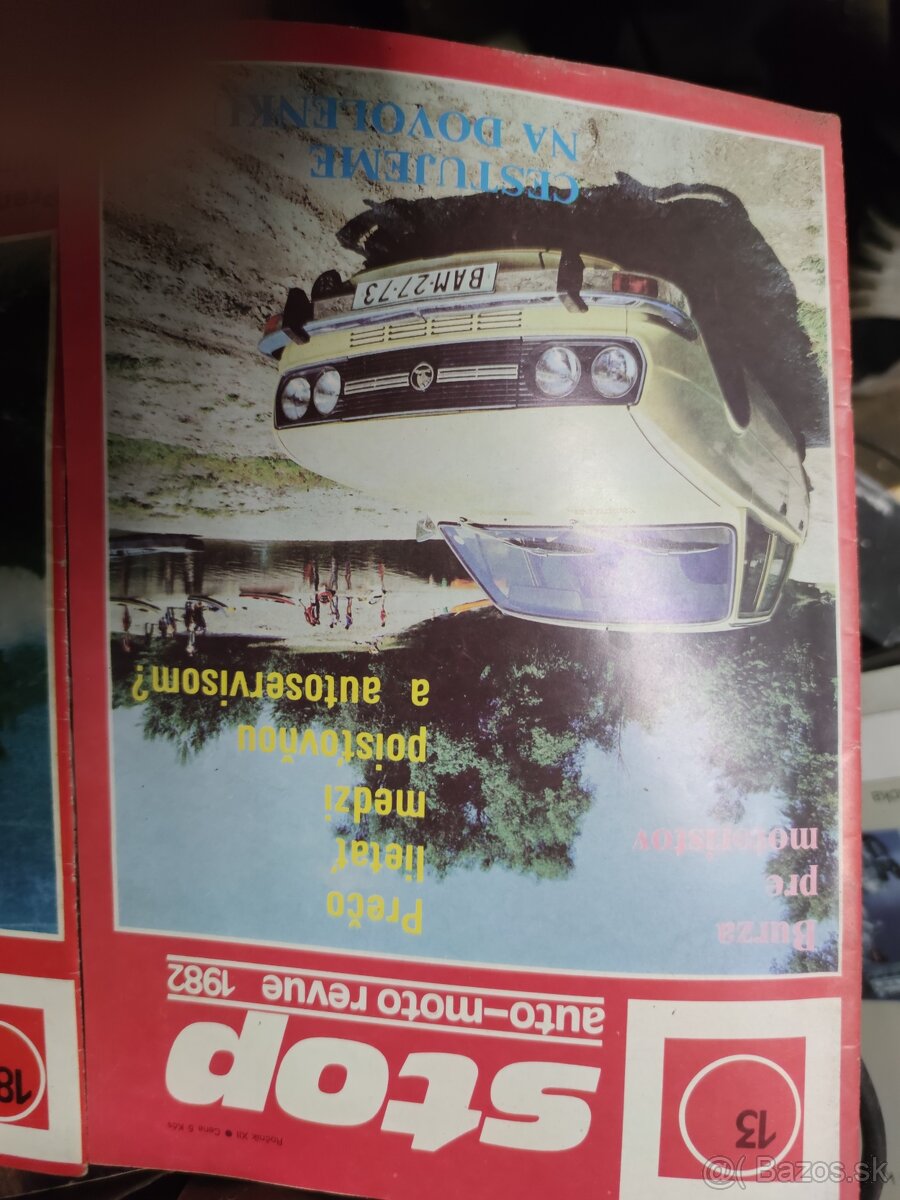 Ročník XII ● Cena 5 Kčs
13
stop
auto-moto revue 1982
Burza
pre
motoristov
Prečo
lietať
medzi
poisťovňou
a autoservisom?
BAM·27-73
CESTUJEME
NA DOVOLENKU
18
@( Bazos.sk